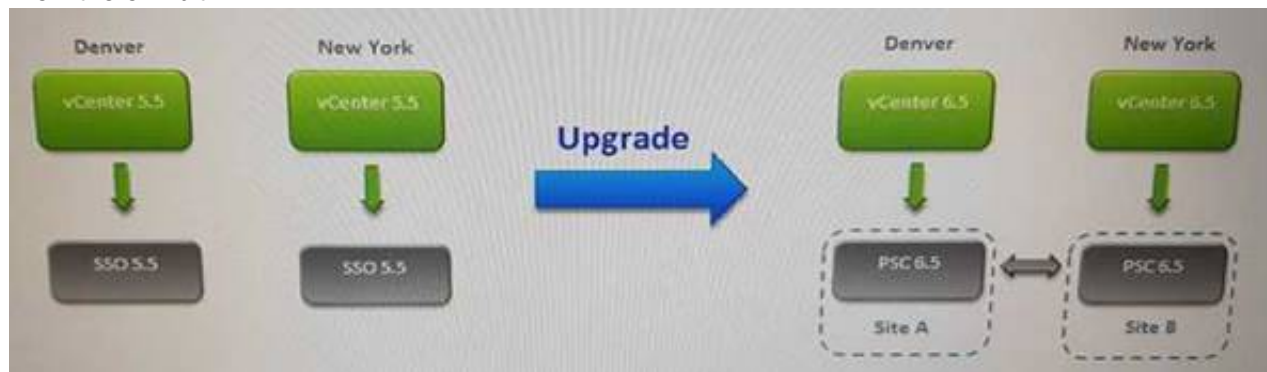 Denver
New York
Denver
New York
vCenter 5.5
vCenter 5.5
vCenter 6.5
vCenter 6.5
Upgrade
SSO 5.5
SSO 5.5
PSC 6.5
PSC 6.5
Site A
Site B